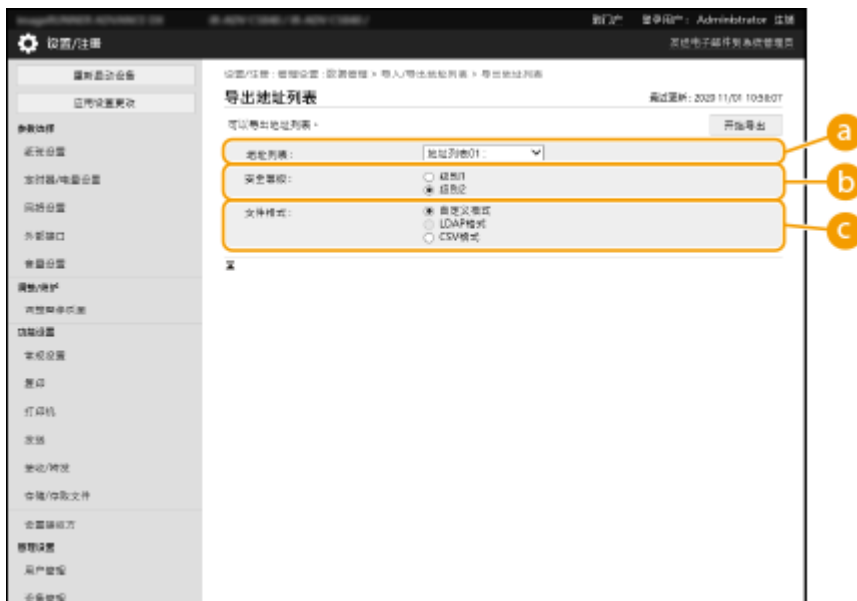 到门户 登录用户: Administrator 注销
设置/注册 发送电子邮件到系统管理员
重新启动设备
设置/注册 : 管理设置 : 数据管理 > 导入/导出地址列表 > 导出地址列表
应用设置更改
导出地址列表 最近更新: 2020 11/01 10:58:07
参数选择
可以导出地址列表。 开始导出
a
纸张设置
地址列表: 地址列表01 :
定时器/电量设置
安全等级: 级别1
级别2
b
网络设置
文件格式: 自定义格式
LDAP格式
CSV格式
c
外部接口
音量设置
调整/维护
调整图像质量
功能设置
常规设置
复印
打印机
发送
接收/转发
存储/存取文件
设置接收方
管理设置
用户管理
设备管理